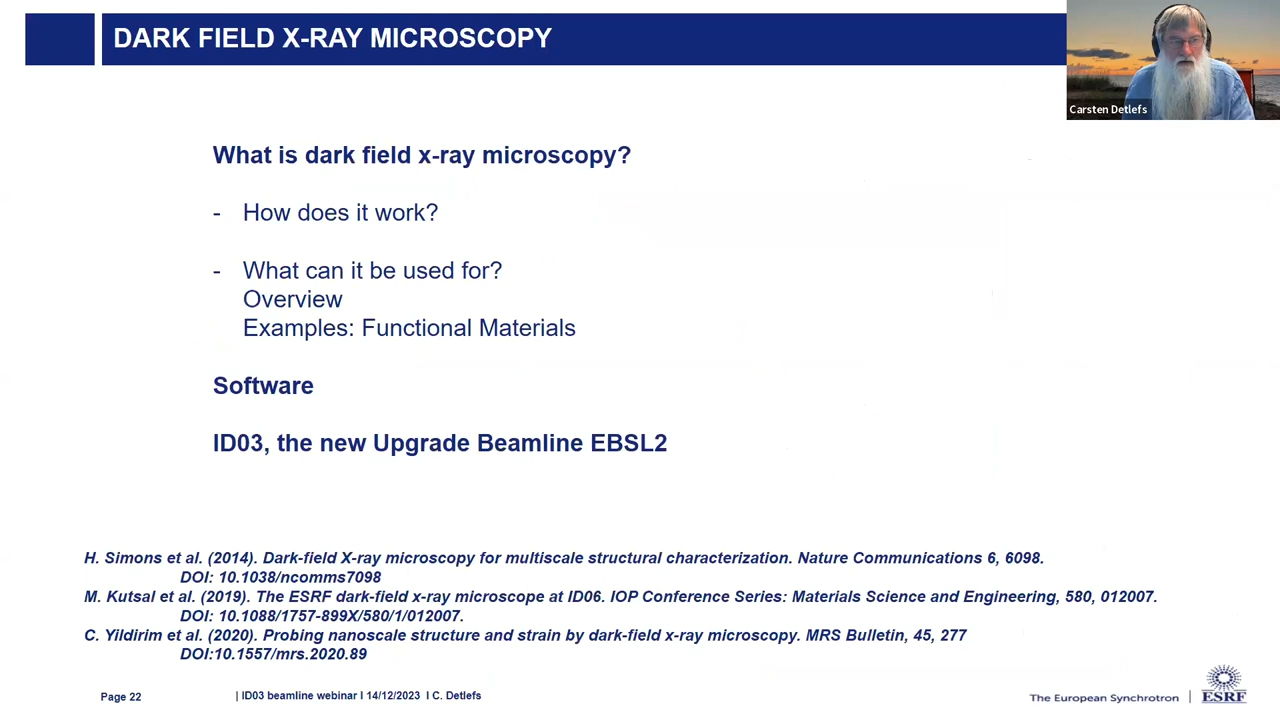 DARK FIELD X-RAY MICROSCOPY
Carsten Detlefs
What is dark field x-ray microscopy?
- How does it work?
- What can it be used for?
Overview
Examples: Functional Materials
Software
ID03, the new Upgrade Beamline EBSL2
H. Simons et al. (2014). Dark-field X-ray microscopy for multiscale structural characterization. Nature Communications 6, 6098.
DOI: 10.1038/ncomms7098
M. Kutsal et al. (2019). The ESRF dark-field x-ray microscope at ID06. IOP Conference Series: Materials Science and Engineering, 580, 012007.
DOI: 10.1088/1757-899X/580/1/012007.
C. Yildirim et al. (2020). Probing nanoscale structure and strain by dark-field x-ray microscopy. MRS Bulletin, 45, 277
DOI:10.1557/mrs.2020.89
Page 22
| ID03 beamline webinar I 14/12/2023 I C. Detlefs
The European Synchrotron | ESRF